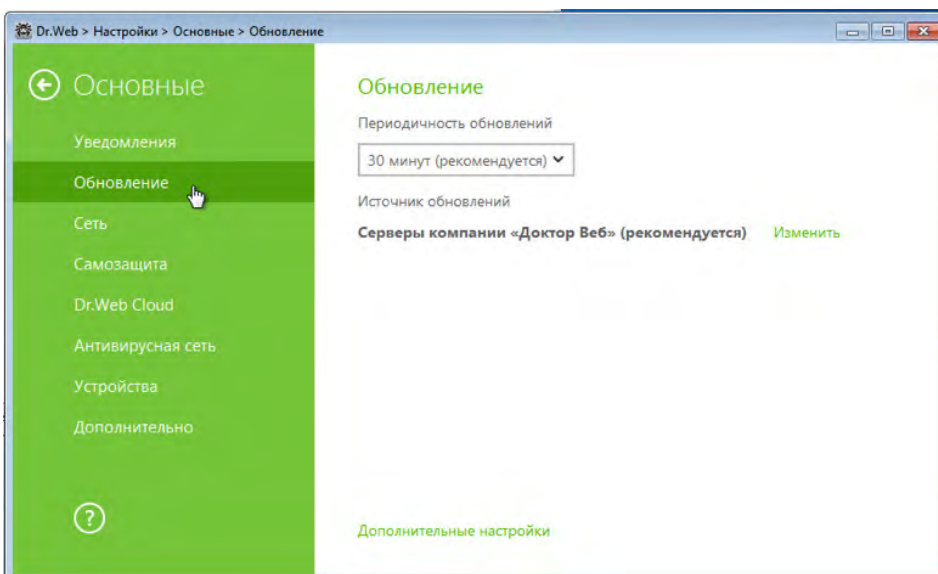 Dr.Web > Настройки > Основные > Обновление
Основные
Уведомления
Обновление
Сеть
Самозащита
Dr.Web Cloud
Антивирусная сеть
Устройства
Дополнительно
?
Обновление
Периодичность обновлений
30 минут (рекомендуется)
Источник обновлений
Серверы компании «Доктор Веб» (рекомендуется) Изменить
Дополнительные настройки